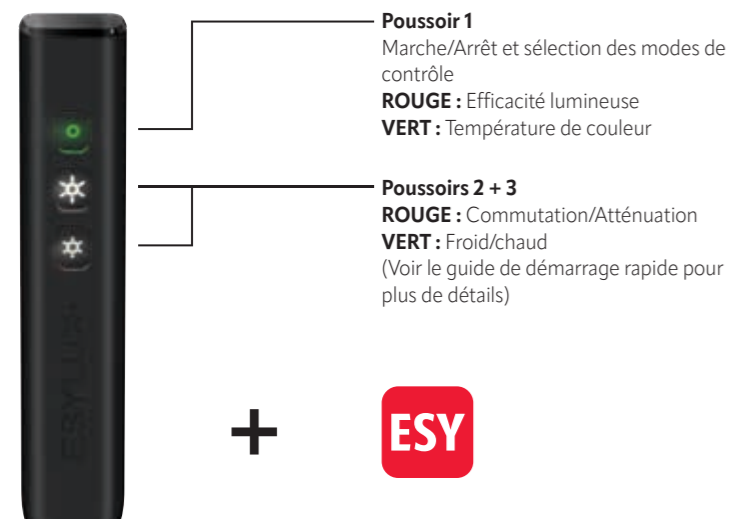 Poussoir 1
Marche/Arrêt et sélection des modes de
contrôle
ROUGE : Efficacité lumineuse
VERT : Température de couleur
Poussoirs 2 + 3
ROUGE : Commutation/Atténuation
VERT : Froid/chaud
(Voir le guide de démarrage rapide pour
plus de détails)
ESYLUX
+
ESY